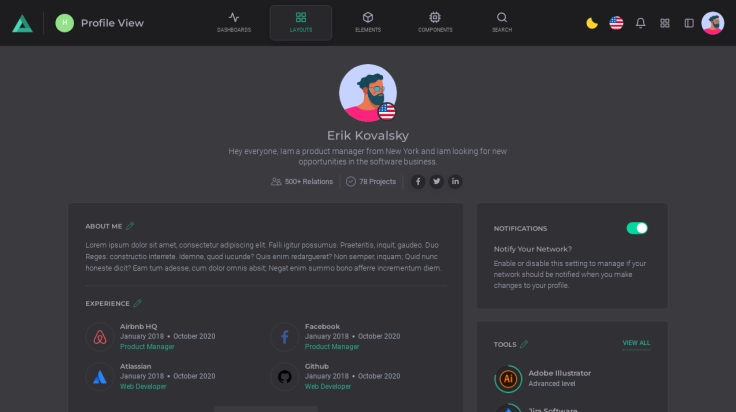 H Profile View
DASHBOARDS
LAYOUTS
ELEMENTS
COMPONENTS
SEARCH
Erik Kovalsky
Hey everyone, Iam a product manager from New York and Iam looking for new
opportunities in the software business.
500+ Relations
78 Projects
ABOUT ME
Lorem ipsum dolor sit amet, consectetur adipiscing elit. Falli igitur possumus. Praeteritis, inquit, gaudeo. Duo
Reges: constructio interrete. Idemne, quod iucunde? Quis enim redargueret? Non semper, inquam; Quid nunc
honeste dicit? Eam tum adesse, cum dolor omnis absit; Negat enim summo bono afferre incrementum diem.
EXPERIENCE
Airbnb HQ
January 2018 • October 2020
Product Manager
Facebook
January 2018 • October 2020
Product Manager
Atlassian
January 2018 • October 2020
Web Developer
Github
January 2018 • October 2020
Web Developer
NOTIFICATIONS
Notify Your Network?
Enable or disable this setting to manage if your
network should be notified when you make
changes to your profile.
TOOLS
VIEW ALL
Ai
Adobe Illustrator
Advanced level
Jira Software